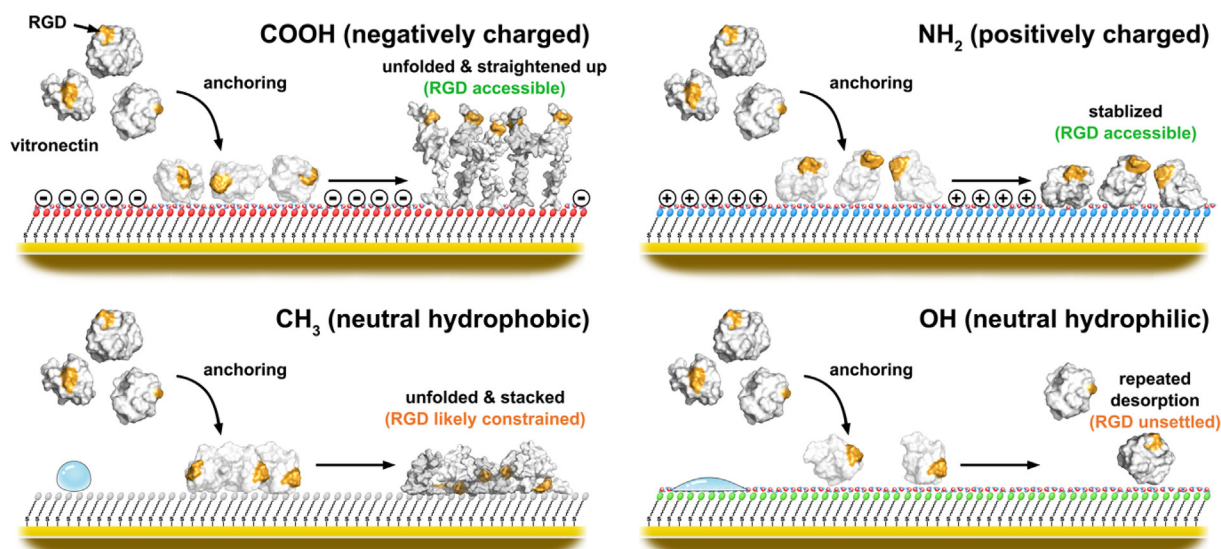 RGD
COOH (negatively charged)
anchoring
unfolded & straightened up
(RGD accessible)
vitronectin
NH2 (positively charged)
anchoring
stablized
(RGD accessible)
CH3 (neutral hydrophobic)
anchoring
unfolded & stacked
(RGD likely constrained)
OH (neutral hydrophilic)
anchoring
repeated
desorption
(RGD unsettled)